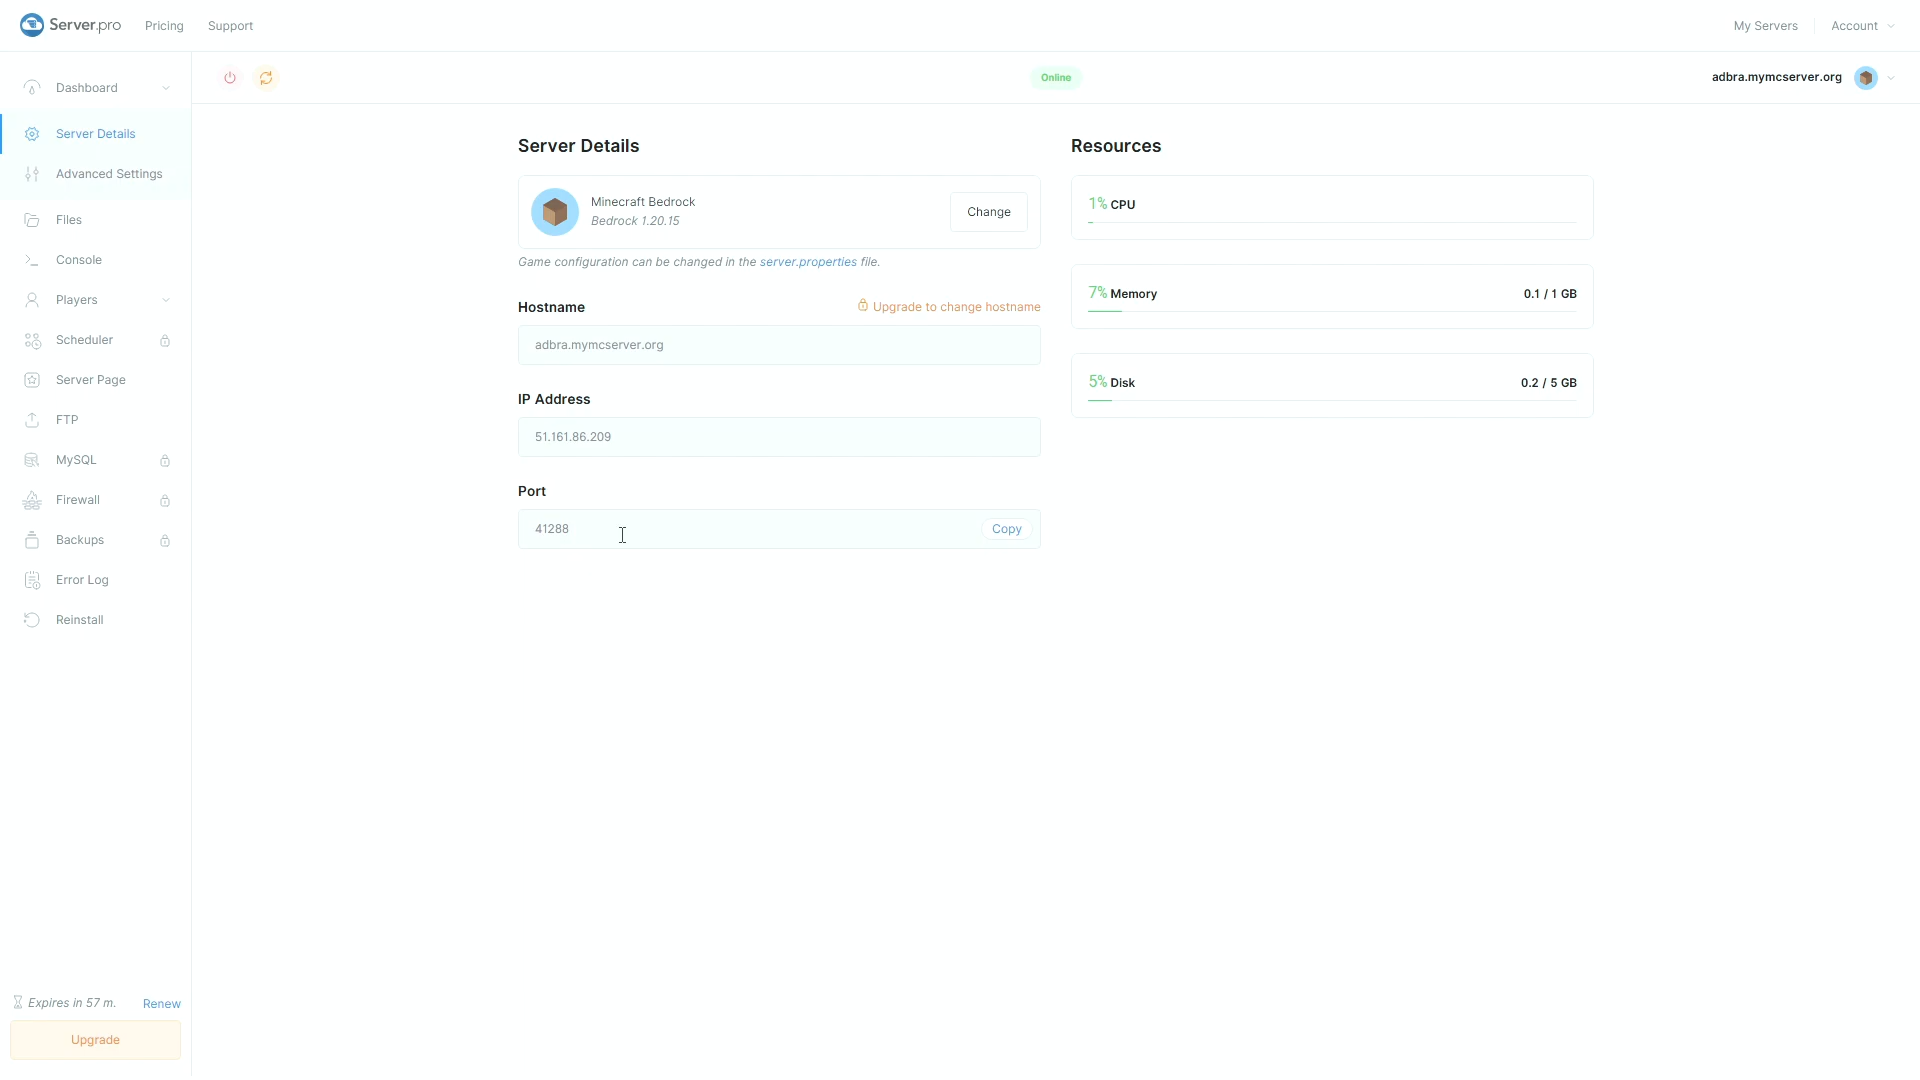 Server.pro
Pricing
Support
My Servers
Account
Dashboard
Online
adbra.mymcserver.org
Server Details
Advanced Settings
Files
Console
Players
Scheduler
Server Page
FTP
MySQL
Firewall
Backups
Error Log
Reinstall
Expires in 57 m.
Renew
Upgrade
Server Details
Minecraft Bedrock
Bedrock 1.20.15
Change
Game configuration can be changed in the server.properties file.
Hostname
Upgrade to change hostname
adbra.mymcserver.org
IP Address
51.161.86.209
Port
41288
Copy
Resources
1% CPU
7% Memory
0.1 / 1 GB
5% Disk
0.2 / 5 GB